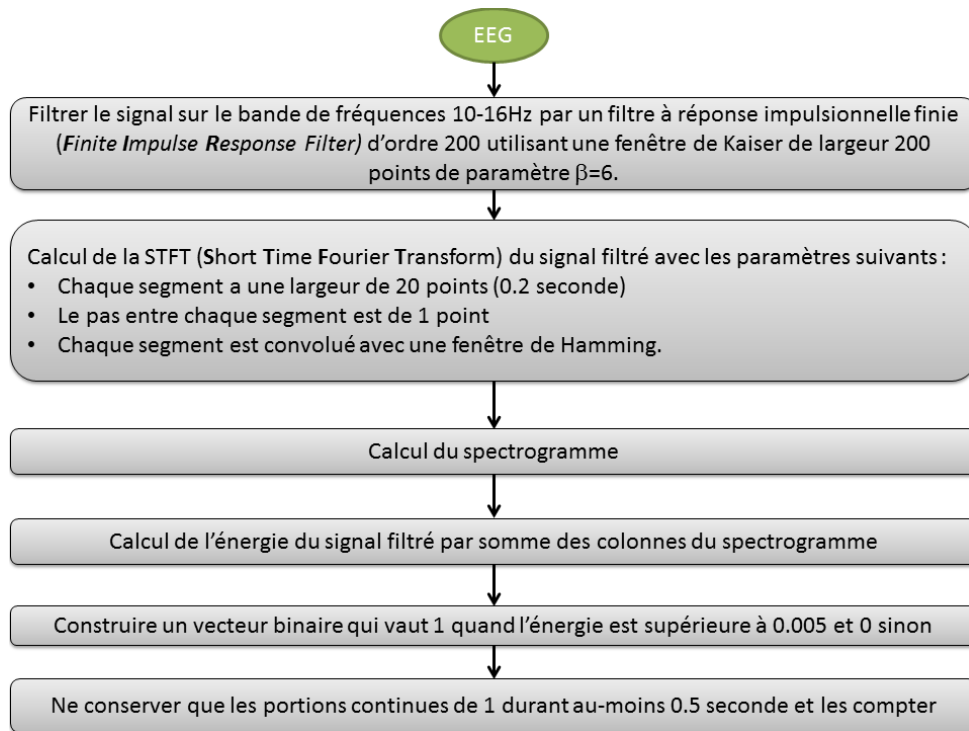 EEG
Filtrer le signal sur le bande de fréquences 10-16Hz par un filtre à réponse impulsionnelle finie
(Finite Impulse Response Filter) d'ordre 200 utilisant une fenêtre de Kaiser de largeur 200
points de paramètre β=6.
Calcul de la STFT (Short Time Fourier Transform) du signal filtré avec les paramètres suivants :
• Chaque segment a une largeur de 20 points (0.2 seconde)
• Le pas entre chaque segment est de 1 point
• Chaque segment est convolué avec une fenêtre de Hamming.
Calcul du spectrogramme
Calcul de l'énergie du signal filtré par somme des colonnes du spectrogramme
Construire un vecteur binaire qui vaut 1 quand l'énergie est supérieure à 0.005 et 0 sinon
Ne conserver que les portions continues de 1 durant au-moins 0.5 seconde et les compter